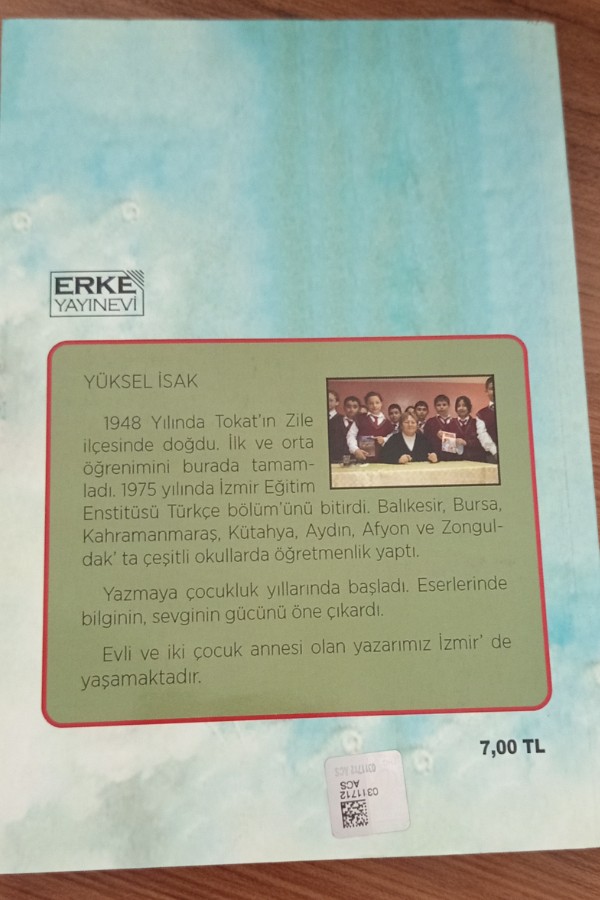 ERKE
YAYINEVİ
YÜKSEL İSAK
1948 Yılında Tokat'ın Zile
ilçesinde doğdu. İlk ve orta
öğrenimini burada tamam-
ladı. 1975 yılında İzmir Eğitim
Enstitüsü Türkçe bölüm'ünü bitirdi. Balıkesir, Bursa,
Kahramanmaraş, Kütahya, Aydın, Afyon ve Zongul-
dak' ta çeşitli okullarda öğretmenlik yaptı.
Yazmaya çocukluk yıllarında başladı. Eserlerinde
bilginin, sevginin gücünü öne çıkardı.
Evli ve iki çocuk annesi olan yazarımız İzmir' de
yaşamaktadır.
7,00 TL
0311712 ACS
0311712
ACS